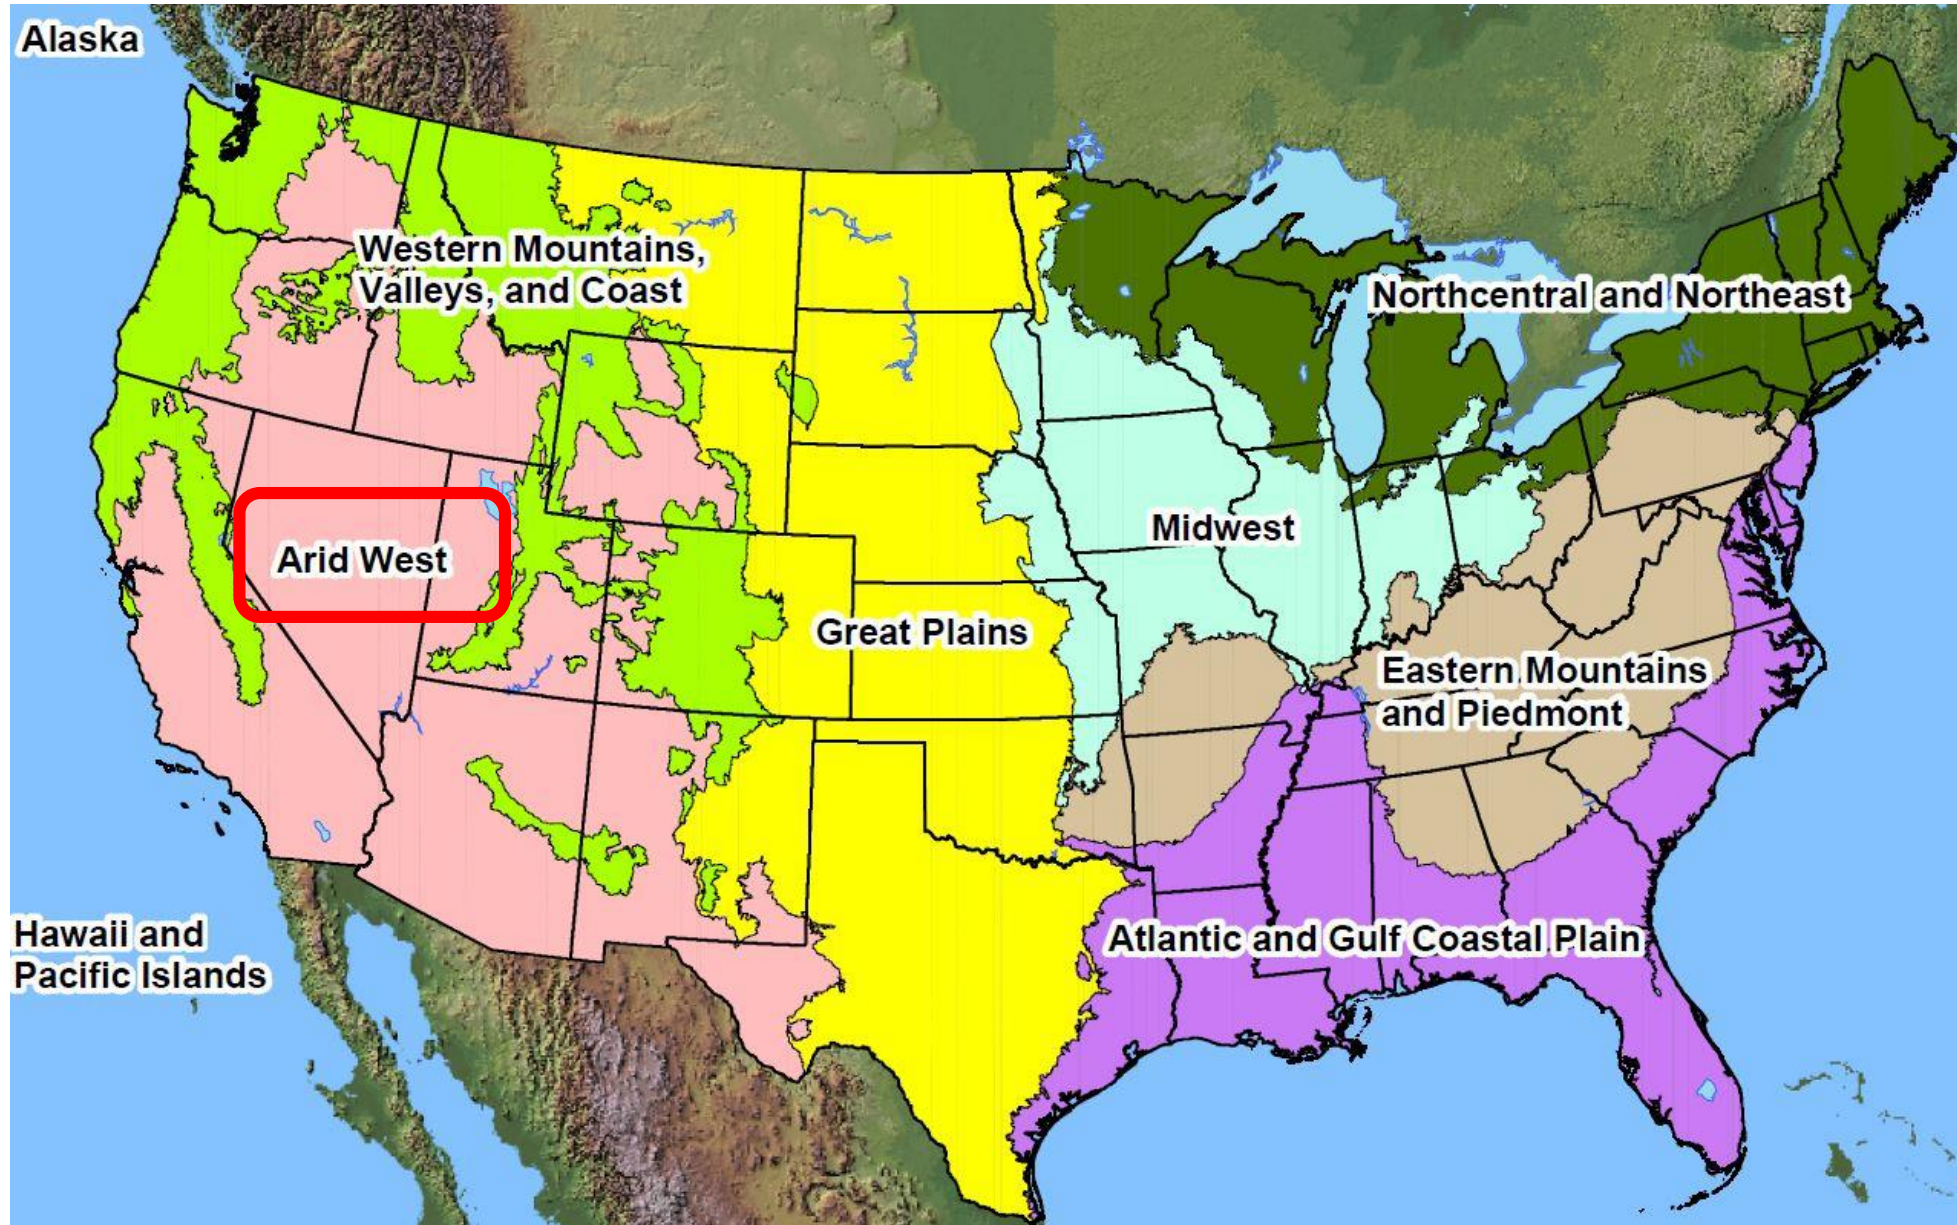 Alaska
Western Mountains,
Valleys, and Coast
Northcentral and Northeast
Midwest
Arid West
Great Plains
Eastern Mountains
and Piedmont
Hawaii and
Pacific Islands
Atlantic and Gulf Coastal Plain